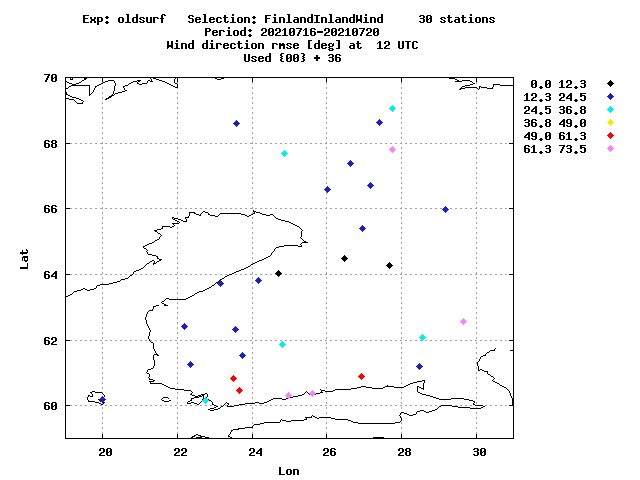 Exp: oldsurf   Selection: FinlandInlandWind     30 stations
Period: 20210716-20210720
Wind direction rmse [deg] at  12 UTC
Used {00} + 36
70
68
66
64
62
60
Lat
20 22 24 26 28 30
Lon
0.0 12.3
12.3 24.5
24.5 36.8
36.8 49.0
49.0 61.3
61.3 73.5